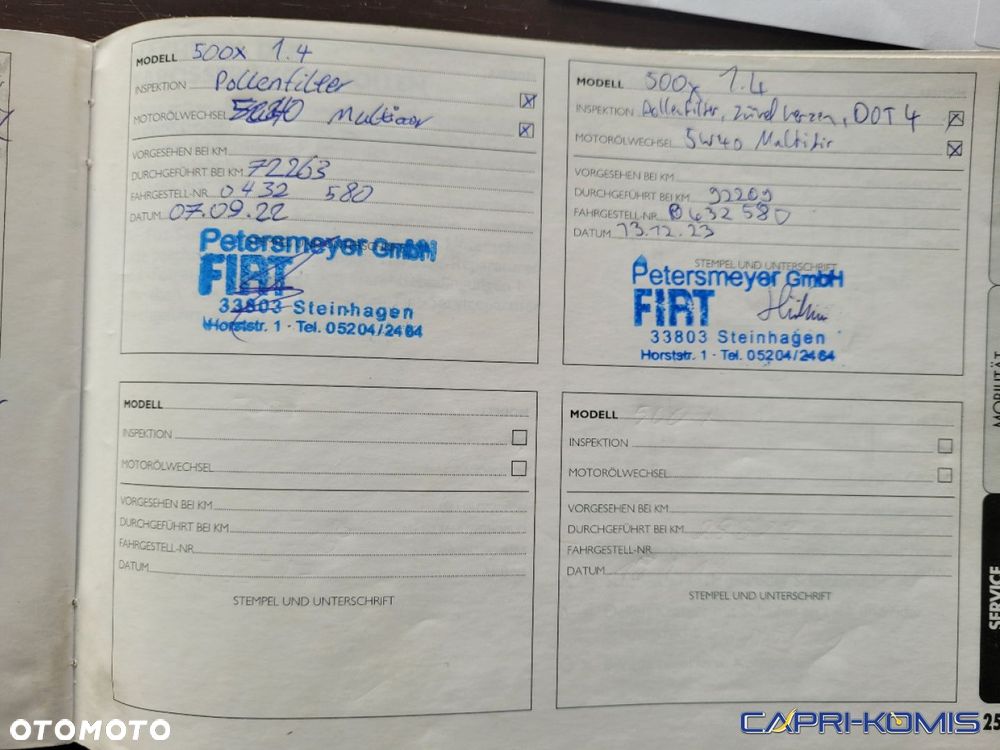 MODELL 500x 1.4
INSPEKTION Pollenfilter
MOTORÖLWECHSEL 5W40
VORGESEHEN BEI KM
DURCHGEFÜHRT BEI KM 72263
FAHRGESTELL-NR. 0432 580
DATUM 07.09.22
Petersmeyer GmbH
FIAT
33803 Steinhagen
Horststr. 1 · Tel. 05204/2464
MODELL 500x 1.4
INSPEKTION Pollenfilter, Zündkerzen, DOT 4
MOTORÖLWECHSEL 5W40
VORGESEHEN BEI KM
DURCHGEFÜHRT BEI KM 92209
FAHRGESTELL-NR. 0432 580
DATUM 13.12.23
STEMPEL UND UNTERSCHRIFT
Petersmeyer GmbH
FIAT
33803 Steinhagen
Horststr. 1 · Tel. 05204/2464
MODELL
INSPEKTION
MOTORÖLWECHSEL
VORGESEHEN BEI KM
DURCHGEFÜHRT BEI KM
FAHRGESTELL-NR.
DATUM
STEMPEL UND UNTERSCHRIFT
MODELL
INSPEKTION
MOTORÖLWECHSEL
VORGESEHEN BEI KM
DURCHGEFÜHRT BEI KM
FAHRGESTELL-NR.
DATUM
STEMPEL UND UNTERSCHRIFT
MOBILITÄT
SERVICE
25
OTOMOTO
CAPRI-KOMIS